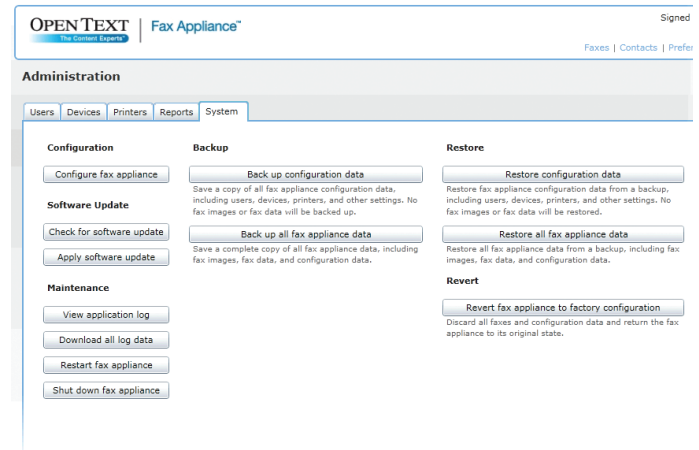 OPEN TEXT | Fax Appliance™
The Content Experts™
Signed
Faxes | Contacts | Prefer
Administration
Users Devices Printers Reports System
Configuration
Configure fax appliance
Software Update
Check for software update
Apply software update
Maintenance
View application log
Download all log data
Restart fax appliance
Shut down fax appliance
Backup
Back up configuration data
Save a copy of all fax appliance configuration data,
including users, devices, printers, and other settings. No
fax images or fax data will be backed up.
Back up all fax appliance data
Save a complete copy of all fax appliance data, including
fax images, fax data, and configuration data.
Restore
Restore configuration data
Restore fax appliance configuration data from a backup,
including users, devices, printers, and other settings. No
fax images or fax data will be restored.
Restore all fax appliance data
Restore all fax appliance data from a backup, including fax
images, fax data, and configuration data.
Revert
Revert fax appliance to factory configuration
Discard all faxes and configuration data and return the fax
appliance to its original state.